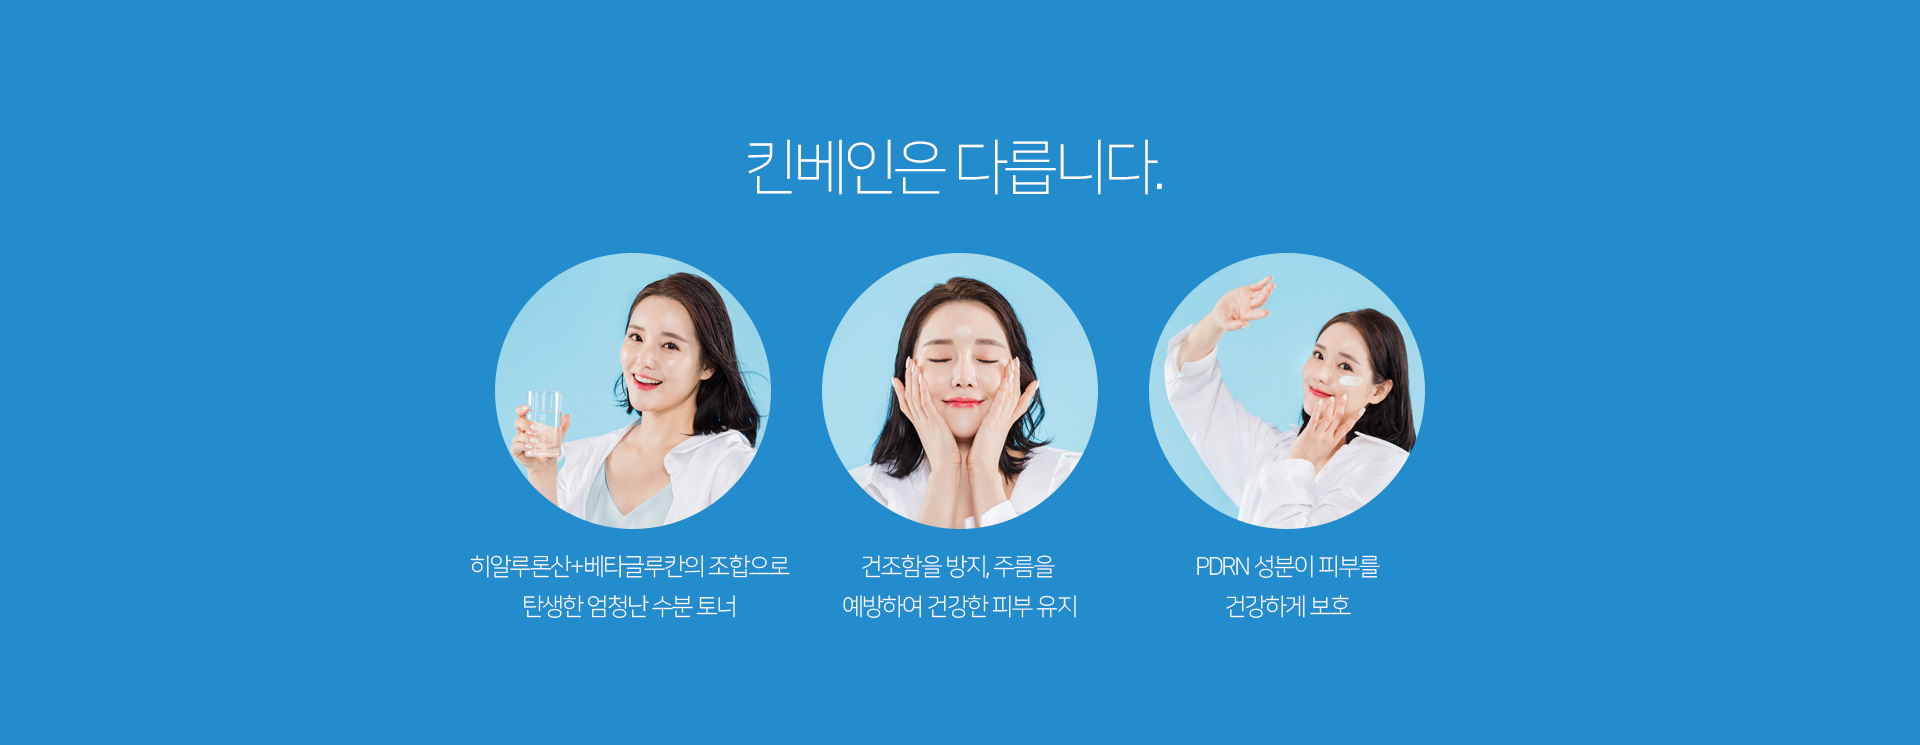 킨베인은 다릅니다.
히알루론산+베타글루칸의 조합으로
탄생한 엄청난 수분 토너
건조함을 방지, 주름을
예방하여 건강한 피부 유지
PDRN 성분이 피부를
건강하게 보호